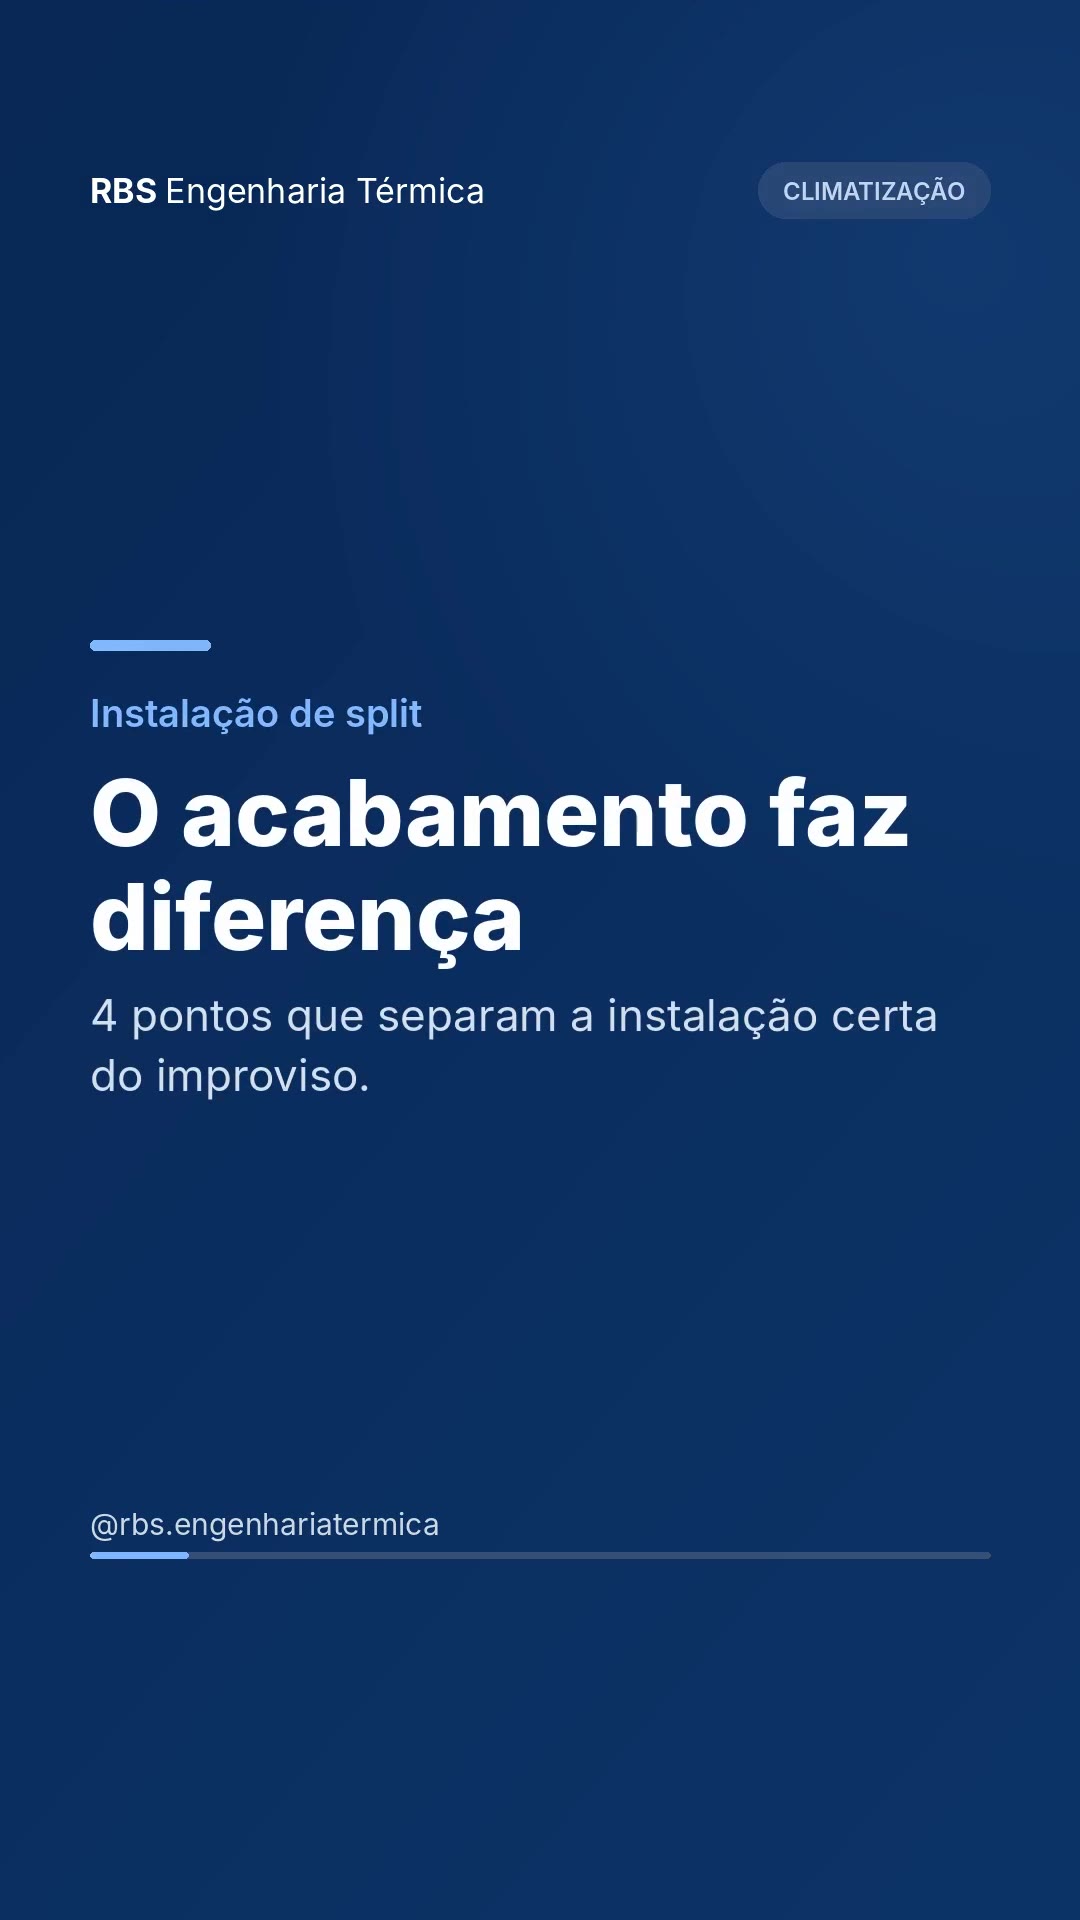 RBS Engenharia Térmica
CLIMATIZAÇÃO
Instalação de split
O acabamento faz
diferença
4 pontos que separam a instalação certa
do improviso.
@rbs.engenhariatermica